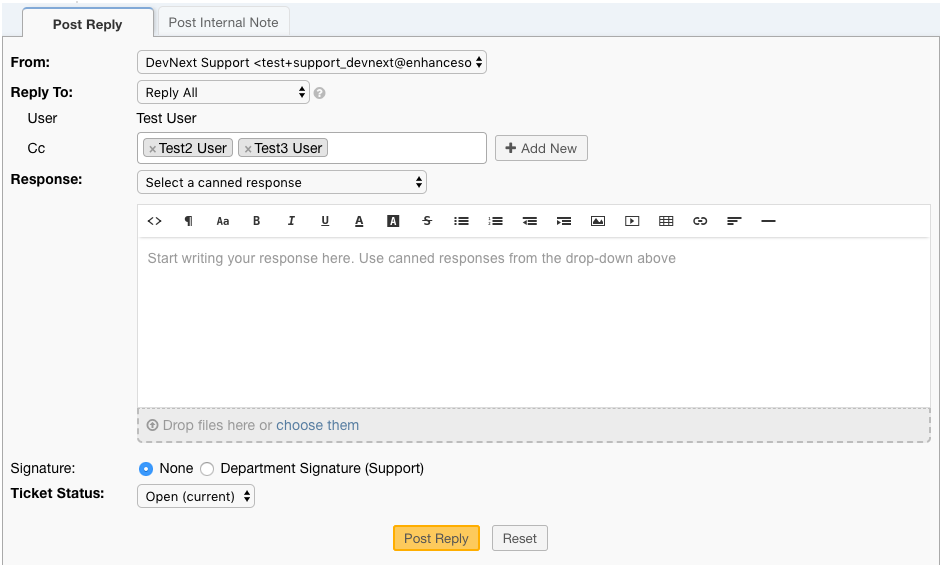 Post Reply
Post Internal Note
From: DevNext Support <test+support_devnext@enhanceso
Reply To: Reply All
User Test User
Cc ×Test2 User ×Test3 User + Add New
Response: Select a canned response
<> ¶ Aa B I U A A S
Start writing your response here. Use canned responses from the drop-down above
Drop files here or choose them
Signature: None Department Signature (Support)
Ticket Status: Open (current)
Post Reply Reset